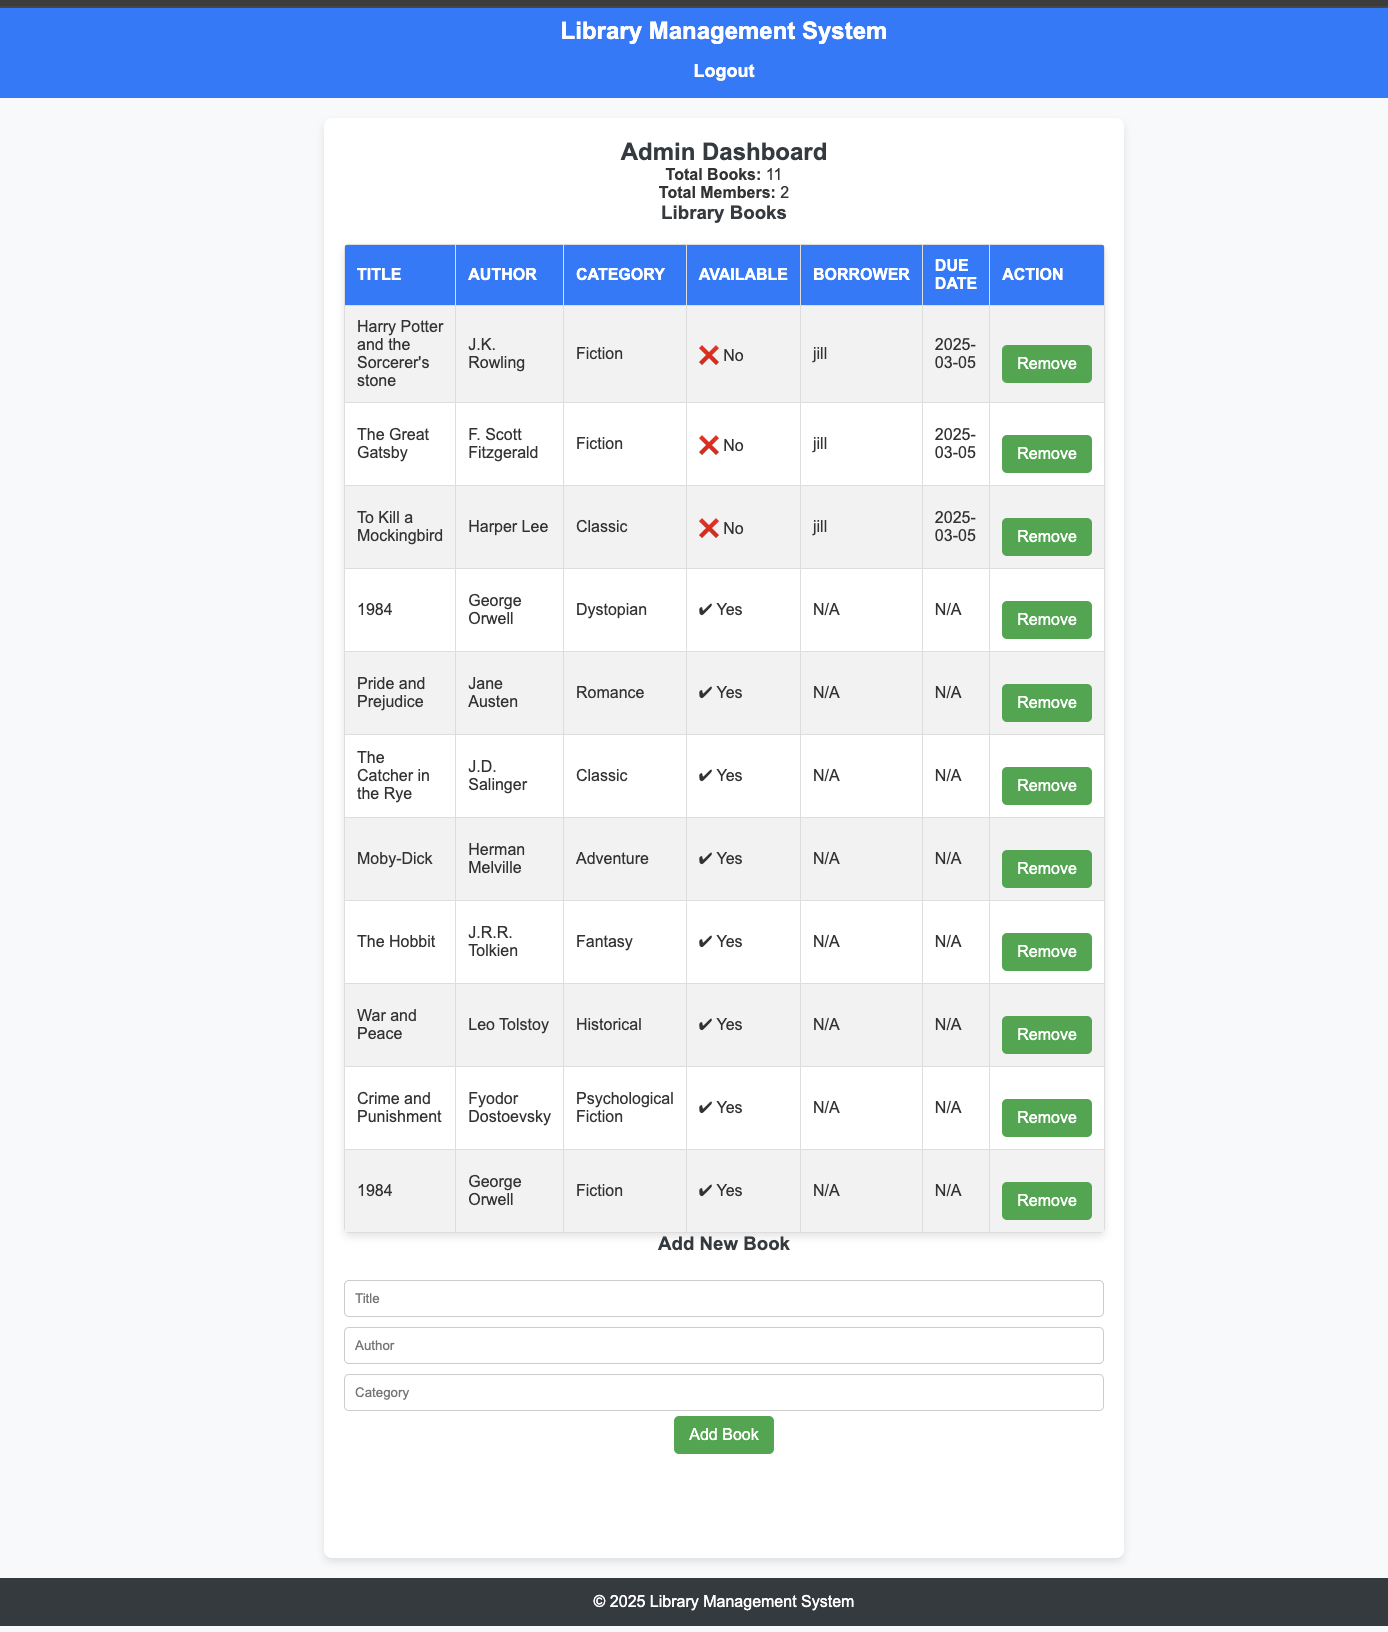 Library Management System
Logout
Admin Dashboard
Total Books: 11
Total Members: 2
Library Books
TITLE AUTHOR CATEGORY AVAILABLE BORROWER DUE DATE ACTION
Harry Potter and the Sorcerer's stone J.K. Rowling Fiction ❌ No jill 2025-03-05 Remove
The Great Gatsby F. Scott Fitzgerald Fiction ❌ No jill 2025-03-05 Remove
To Kill a Mockingbird Harper Lee Classic ❌ No jill 2025-03-05 Remove
1984 George Orwell Dystopian ✔ Yes N/A N/A Remove
Pride and Prejudice Jane Austen Romance ✔ Yes N/A N/A Remove
The Catcher in the Rye J.D. Salinger Classic ✔ Yes N/A N/A Remove
Moby-Dick Herman Melville Adventure ✔ Yes N/A N/A Remove
The Hobbit J.R.R. Tolkien Fantasy ✔ Yes N/A N/A Remove
War and Peace Leo Tolstoy Historical ✔ Yes N/A N/A Remove
Crime and Punishment Fyodor Dostoevsky Psychological Fiction ✔ Yes N/A N/A Remove
1984 George Orwell Fiction ✔ Yes N/A N/A Remove
Add New Book
Title
Author
Category
Add Book
© 2025 Library Management System